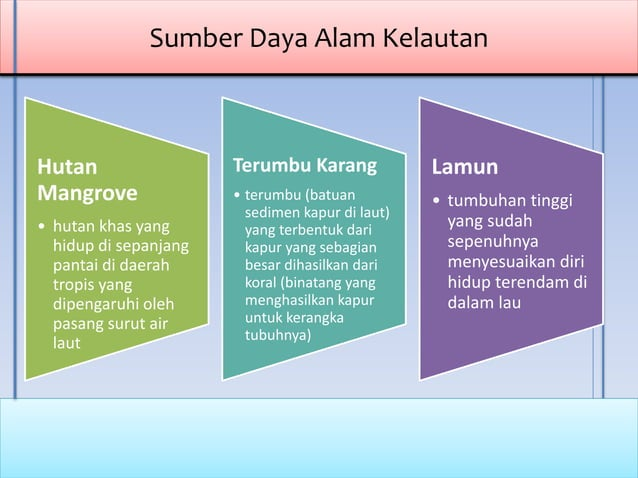 Sumber Daya Alam Kelautan
Hutan
Mangrove
• hutan khas yang
hidup di sepanjang
pantai di daerah
tropis yang
dipengaruhi oleh
pasang surut air
laut
Terumbu Karang
• terumbu (batuan
sedimen kapur di laut)
yang terbentuk dari
kapur yang sebagian
besar dihasilkan dari
koral (binatang yang
menghasilkan kapur
untuk kerangka
tubuhnya)
Lamun
• tumbuhan tinggi
yang sudah
sepenuhnya
menyesuaikan diri
hidup terendam di
dalam lau